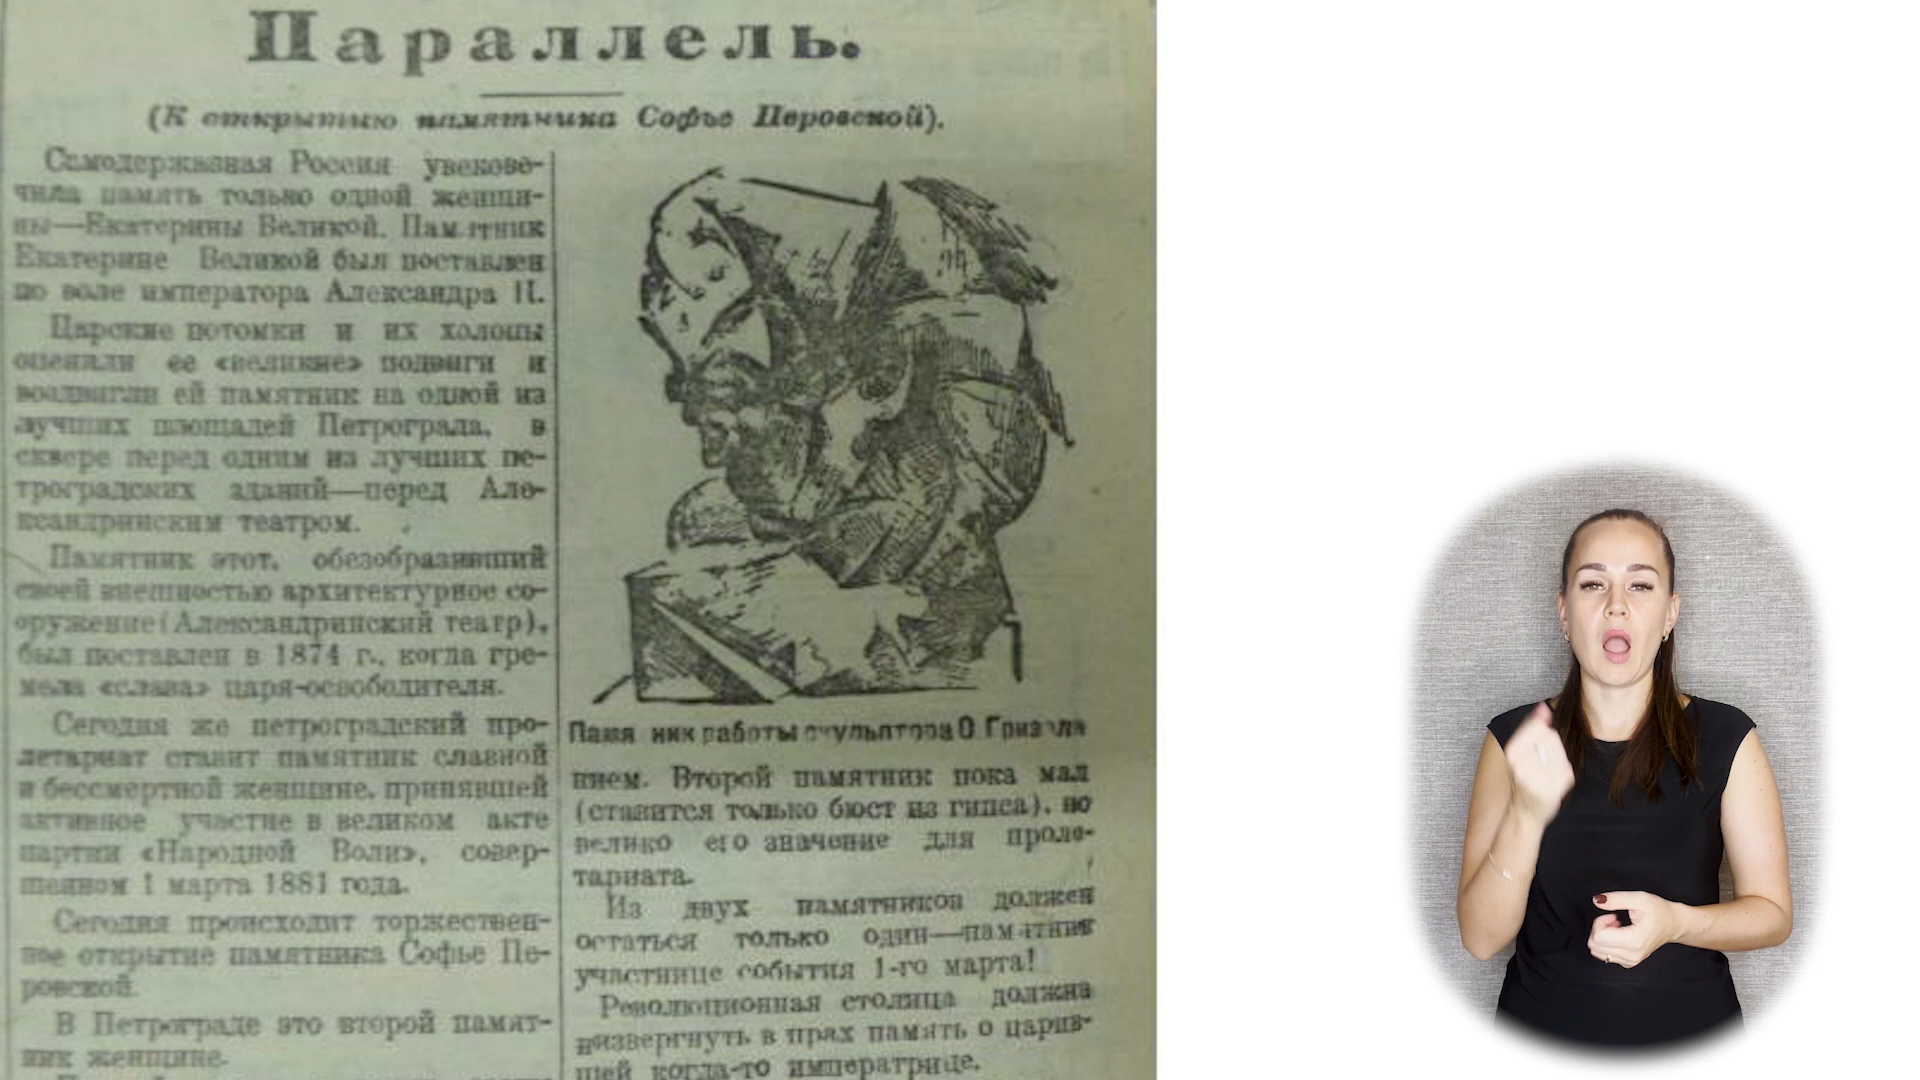 Параллель.
(К открытию памятника Софье Перовской).
Самодержавная Россия увекове-
чила память только одной женщи-
ны—Екатерины Великой. Памятник
Екатерине Великой был поставлен
по воле императора Александра II.
Царские потомки и их холопы
оценили ее «великие» подвиги и
воздвигли ей памятник на одной из
лучших площадей Петрограда, в
сквере перед одним из лучших пе-
троградских зданий—перед Але-
ксандринским театром.
Памятник этот, обезобразивший
своей внешностью архитектурное со-
оружение (Александринский театр),
был поставлен в 1874 г., когда гре-
мела «слава» царя-освободителя.
Сегодня же петроградский про-
летариат ставит памятник славной
и бессмертной женщине, принявшей
активное участие в великом акте
партии «Народной Воли», совер-
шенном 1 марта 1881 года.
Сегодня происходит торжествен-
ное открытие памятника Софье Пе-
ровской.
В Петрограде это второй памят-
ник женщине.
Памя ник работы скульптора О Гризелла
нием. Второй памятник пока мал
(ставится только бюст из гипса), но
велико его значение для проле-
тариата.
Из двух памятников должен
остаться только один—памятник
участнице события 1-го марта!
Революционная столица должна
низвергнуть в прах память о царив-
шей когда-то императрице.